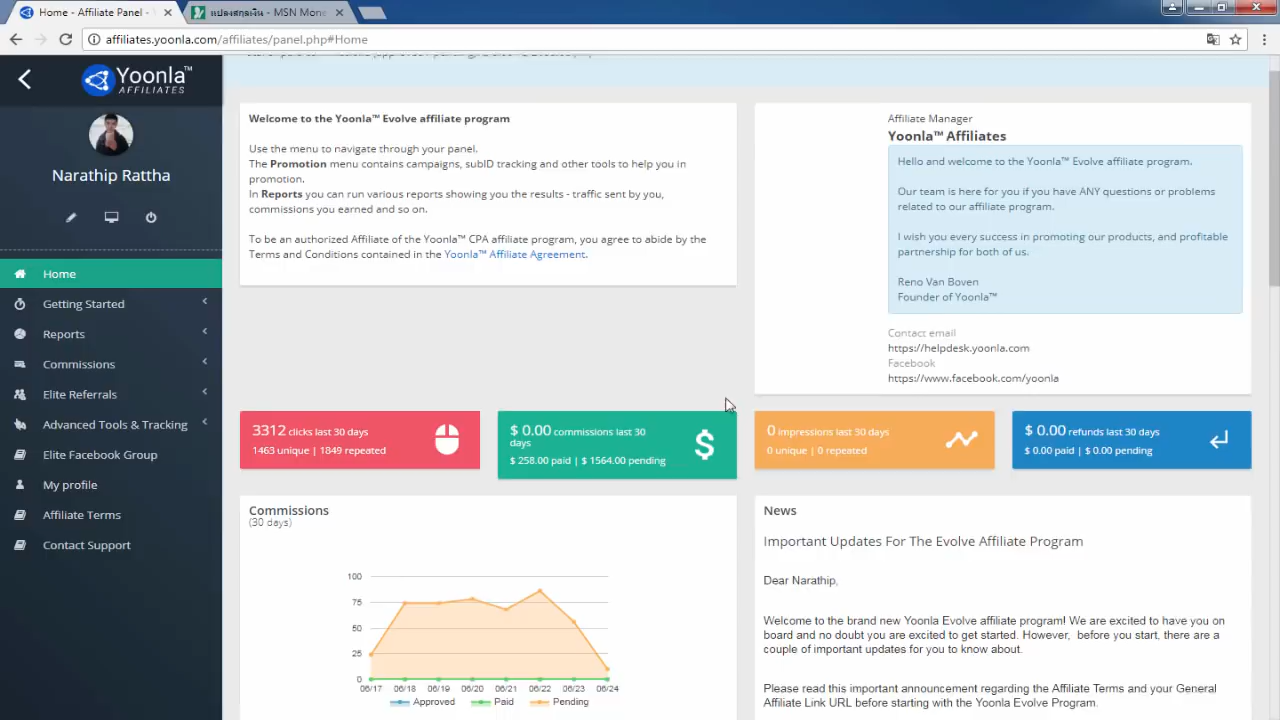 Home - Affiliate Panel -
แปลงสกุลเงิน - MSN Mon
affiliates.yoonla.com/affiliates/panel.php#Home
Yoonla™
AFFILIATES
Narathip Rattha
Home
Getting Started
Reports
Commissions
Elite Referrals
Advanced Tools & Tracking
Elite Facebook Group
My profile
Affiliate Terms
Contact Support
Welcome to the Yoonla™ Evolve affiliate program
Use the menu to navigate through your panel.
The Promotion menu contains campaigns, subID tracking and other tools to help you in
promotion.
In Reports you can run various reports showing you the results - traffic sent by you,
commissions you earned and so on.
To be an authorized Affiliate of the Yoonla™ CPA affiliate program, you agree to abide by the
Terms and Conditions contained in the Yoonla™ Affiliate Agreement.
Affiliate Manager
Yoonla™ Affiliates
Hello and welcome to the Yoonla™ Evolve affiliate program.
Our team is here for you if you have ANY questions or problems
related to our affiliate program.
I wish you every success in promoting our products, and profitable
partnership for both of us.
Reno Van Boven
Founder of Yoonla™
Contact email
https://helpdesk.yoonla.com
Facebook
https://www.facebook.com/yoonla
3312 clicks last 30 days
1463 unique | 1849 repeated
$ 0.00 commissions last 30
days
$ 258.00 paid | $ 1564.00 pending
0 impressions last 30 days
0 unique | 0 repeated
$ 0.00 refunds last 30 days
$ 0.00 paid | $ 0.00 pending
Commissions
(30 days)
100
75
50
25
0
06/17 06/18 06/19 06/20 06/21 06/22 06/23 06/24
Approved Paid Pending
News
Important Updates For The Evolve Affiliate Program
Dear Narathip,
Welcome to the brand new Yoonla Evolve affiliate program! We are excited to have you on
board and no doubt you are excited to get started. However, before you start, there are a
couple of important updates for you to know about.
Please read this important announcement regarding the Affiliate Terms and your General
Affiliate Link URL before starting with the Yoonla Evolve Program.